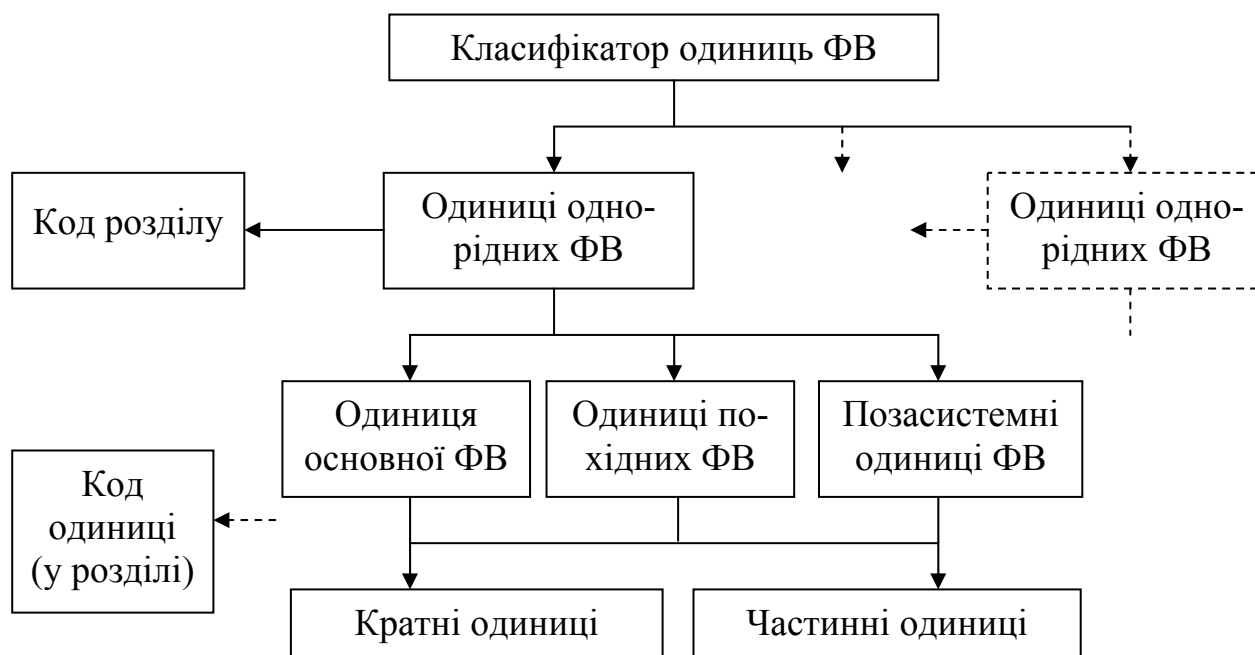 Класифікатор одиниць ФВ
Код розділу
Одиниці одно-
рідних ФВ
Одиниці одно-
рідних ФВ
Одиниця
основної ФВ
Одиниці по-
хідних ФВ
Позасистемні
одиниці ФВ
Код
одиниці
(у розділі)
Кратні одиниці
Частинні одиниці